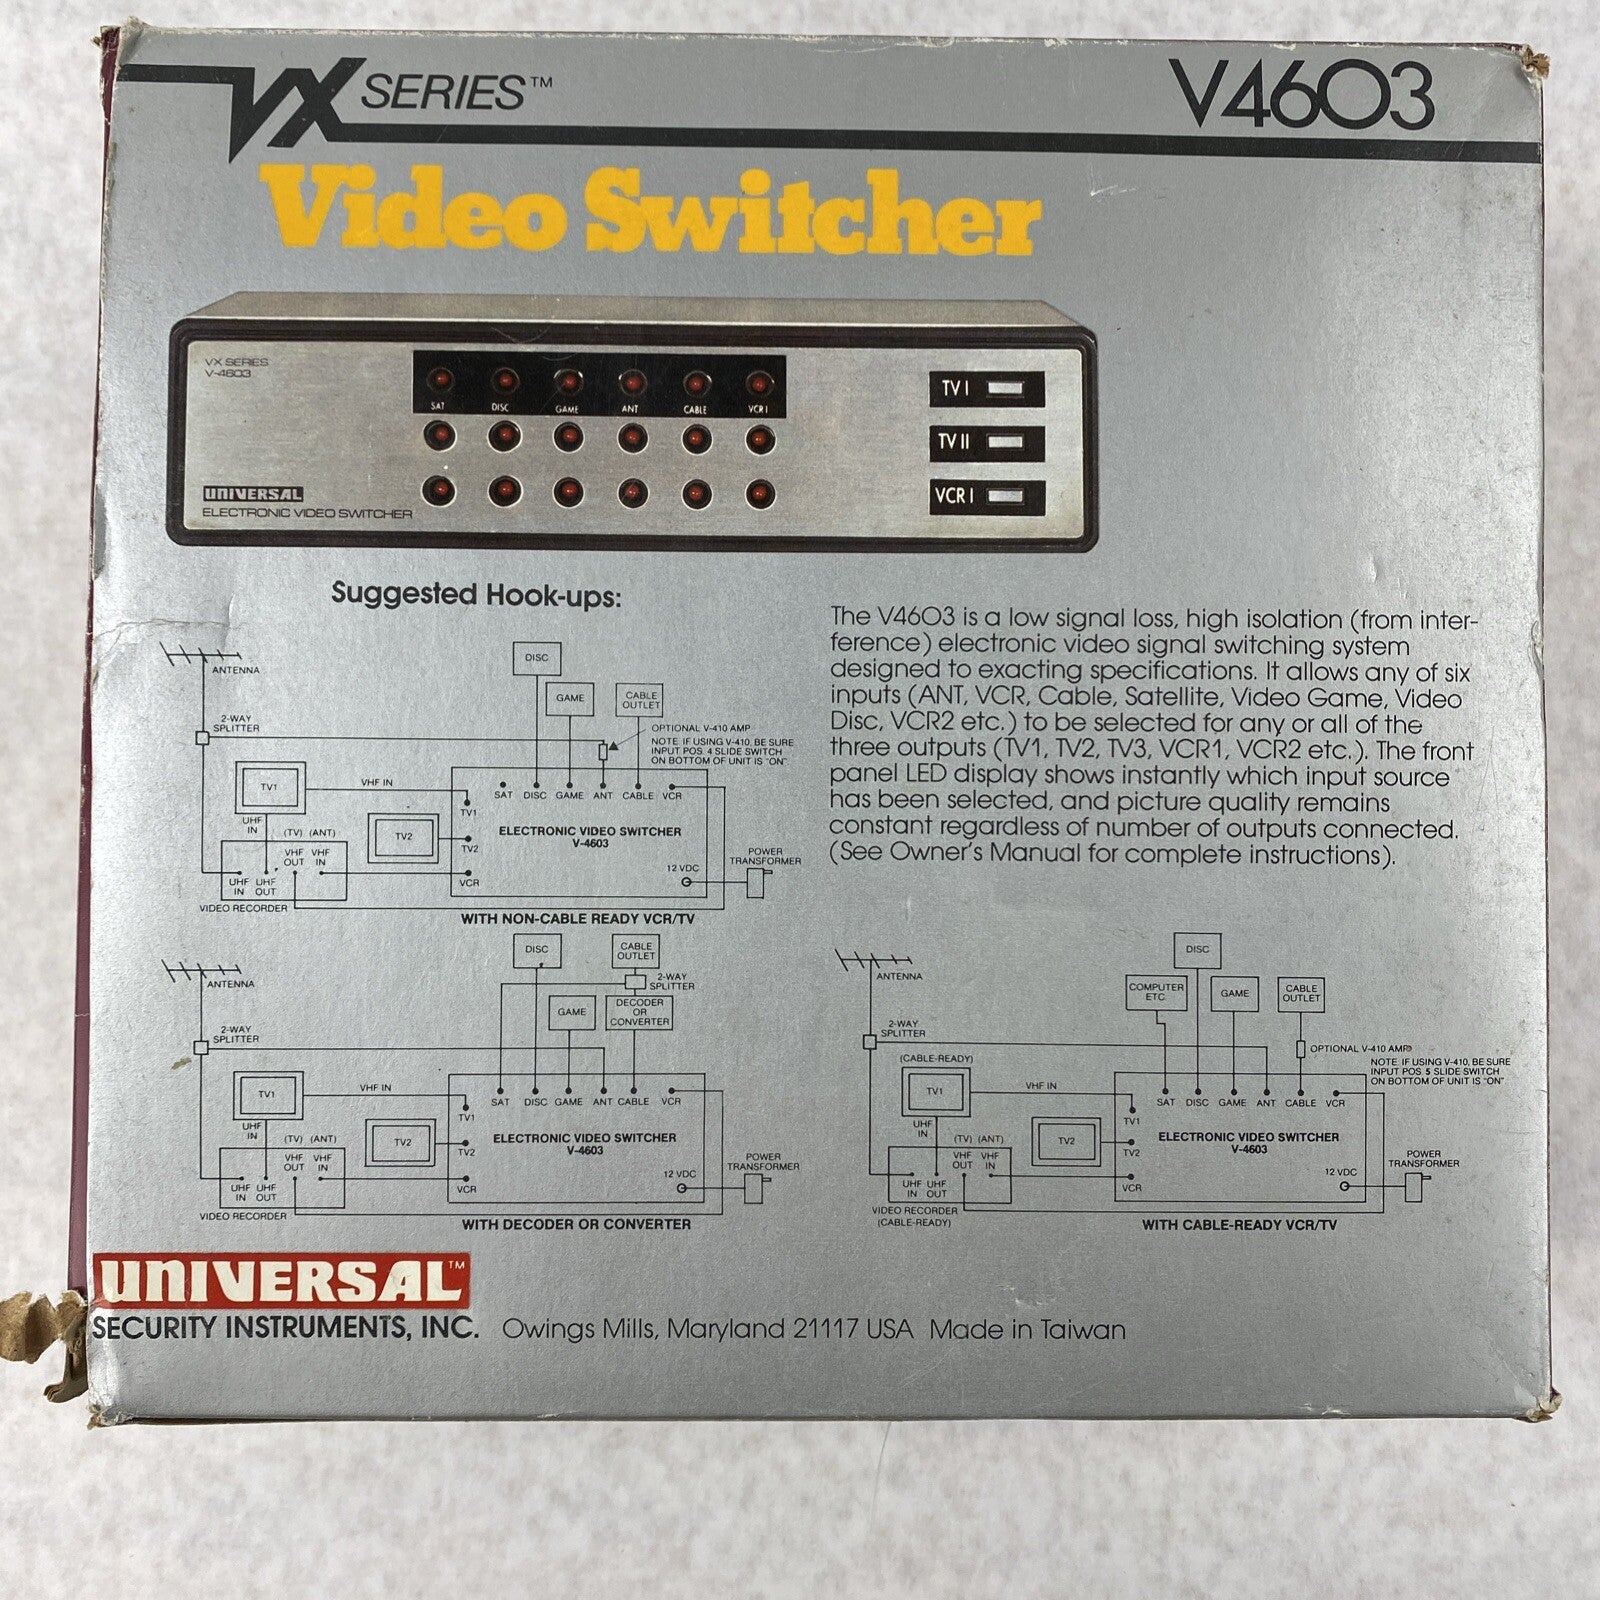 VX SERIES™
V4603
Video Switcher
VX SERIES
V-4603
SAT DISC GAME ANT CABLE VCR I
TV I
TV II
VCR I
UNIVERSAL
ELECTRONIC VIDEO SWITCHER
Suggested Hook-ups:
ANTENNA
DISC
GAME
CABLE
OUTLET
2-WAY
SPLITTER
OPTIONAL V-410 AMP
NOTE: IF USING V-410, BE SURE
INPUT POS. 4 SLIDE SWITCH
ON BOTTOM OF UNIT IS "ON"
TV1
VHF IN
SAT DISC GAME ANT CABLE VCR
TV1
UHF
IN
(TV) (ANT)
TV2
ELECTRONIC VIDEO SWITCHER
V-4603
TV2
VHF
OUT
VHF
IN
POWER
TRANSFORMER
12 VDC
UHF
IN
UHF
OUT
VCR
VIDEO RECORDER
WITH NON-CABLE READY VCR/TV
The V4603 is a low signal loss, high isolation (from inter-
ference) electronic video signal switching system
designed to exacting specifications. It allows any of six
inputs (ANT, VCR, Cable, Satellite, Video Game, Video
Disc, VCR2 etc.) to be selected for any or all of the
three outputs (TV1, TV2, TV3, VCR1, VCR2 etc.). The front
panel LED display shows instantly which input source
has been selected, and picture quality remains
constant regardless of number of outputs connected.
(See Owner's Manual for complete instructions).
ANTENNA
DISC
CABLE
OUTLET
2-WAY
SPLITTER
GAME
DECODER
OR
CONVERTER
2-WAY
SPLITTER
TV1
VHF IN
SAT DISC GAME ANT CABLE VCR
TV1
UHF
IN
(TV) (ANT)
TV2
ELECTRONIC VIDEO SWITCHER
V-4603
TV2
VHF
OUT
VHF
IN
POWER
TRANSFORMER
12 VDC
UHF
IN
UHF
OUT
VCR
VIDEO RECORDER
WITH DECODER OR CONVERTER
ANTENNA
DISC
COMPUTER
ETC.
GAME
CABLE
OUTLET
2-WAY
SPLITTER
OPTIONAL V-410 AMP
NOTE: IF USING V-410, BE SURE
INPUT POS. 5 SLIDE SWITCH
ON BOTTOM OF UNIT IS "ON"
(CABLE-READY)
TV1
VHF IN
SAT DISC GAME ANT CABLE VCR
TV1
UHF
IN
(TV) (ANT)
TV2
ELECTRONIC VIDEO SWITCHER
V-4603
TV2
VHF
OUT
VHF
IN
POWER
TRANSFORMER
12 VDC
UHF
IN
UHF
OUT
VCR
VIDEO RECORDER
(CABLE-READY)
WITH CABLE-READY VCR/TV
UNIVERSAL™
SECURITY INSTRUMENTS, INC. Owings Mills, Maryland 21117 USA Made in Taiwan